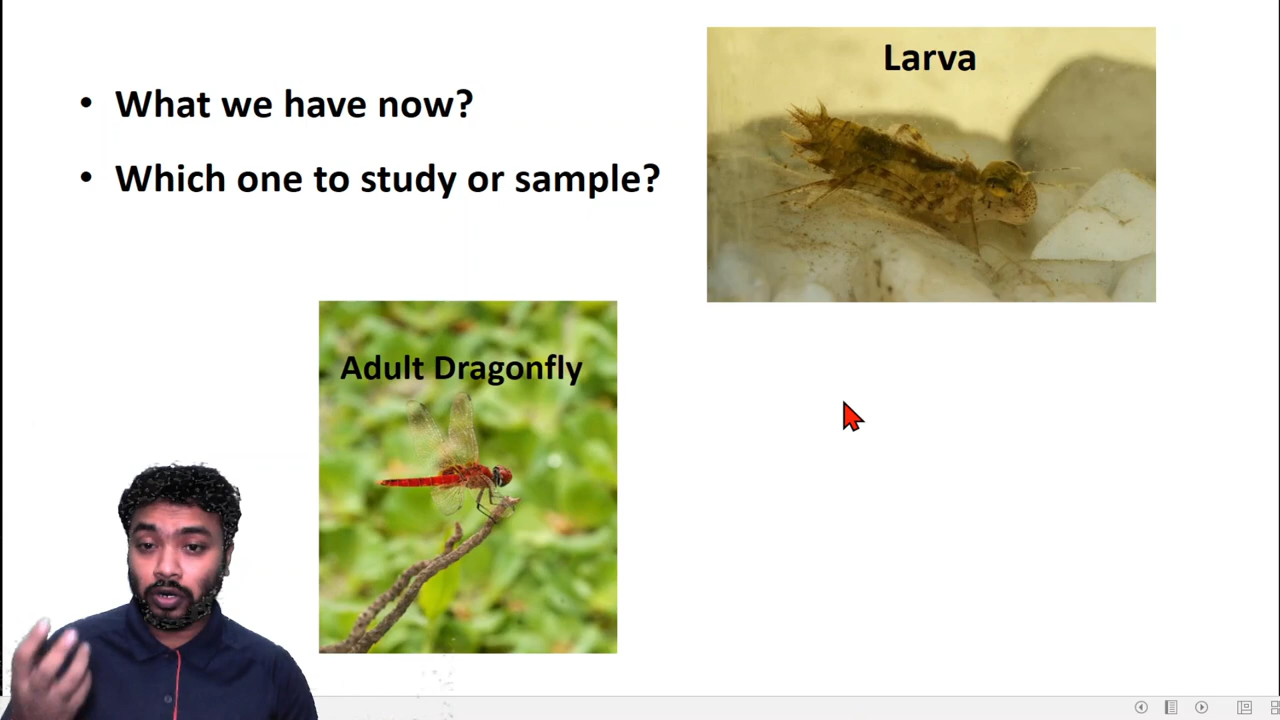 • What we have now?
• Which one to study or sample?
Larva
Adult Dragonfly